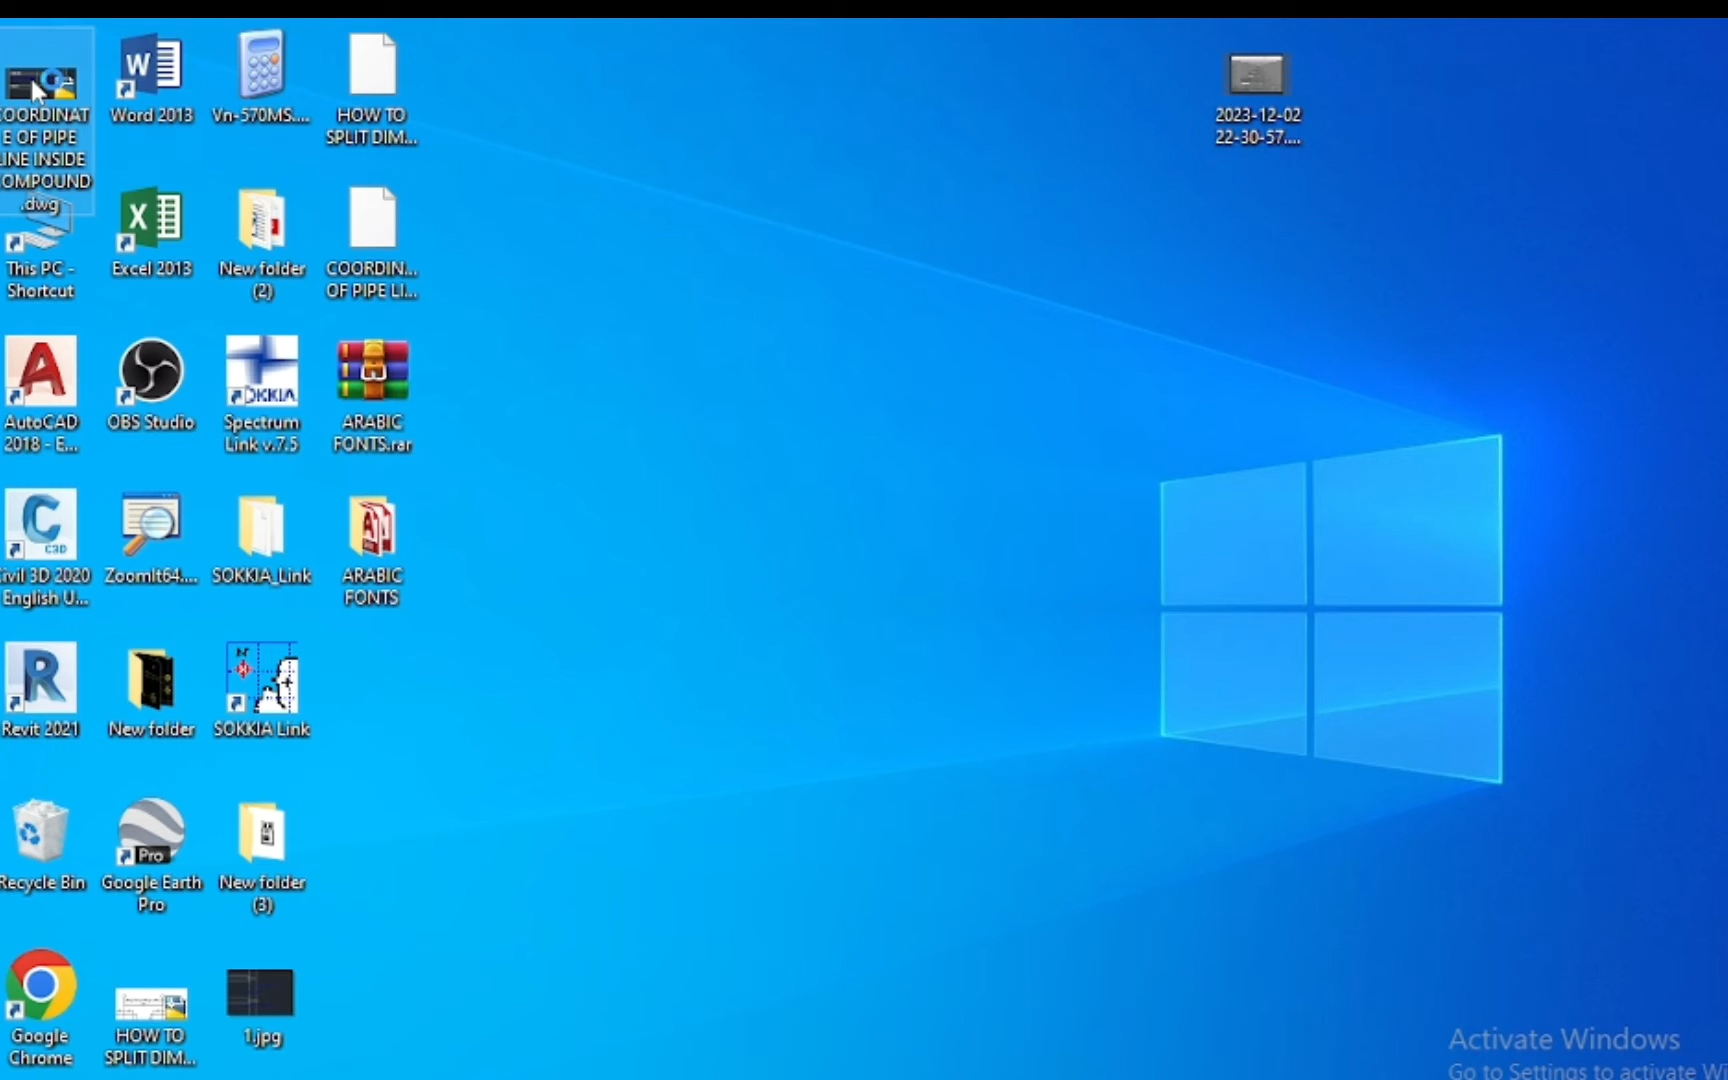 COORDINAT
E OF PIPE
LINE INSIDE
COMPOUND
.dwg
This PC -
Shortcut
AutoCAD
2018 - E...
Civil 3D 2020
English U...
C3D
Revit 2021
Recycle Bin
Google
Chrome
Word 2013
Excel 2013
OBS Studio
ZoomIt64....
New folder
Pro
Google Earth
Pro
HOW TO
SPLIT DIM...
Vn-570MS....
New folder
(2)
OKKIA
Spectrum
Link v.7.5
SOKKIA_Link
N
SOKKIA Link
New folder
(3)
1.jpg
HOW TO
SPLIT DIM...
COORDIN...
OF PIPE LI...
ARABIC
FONTS.rar
ARABIC
FONTS
2023-12-02
22-30-57....
Activate Windows
Go to Settings to activate Wi